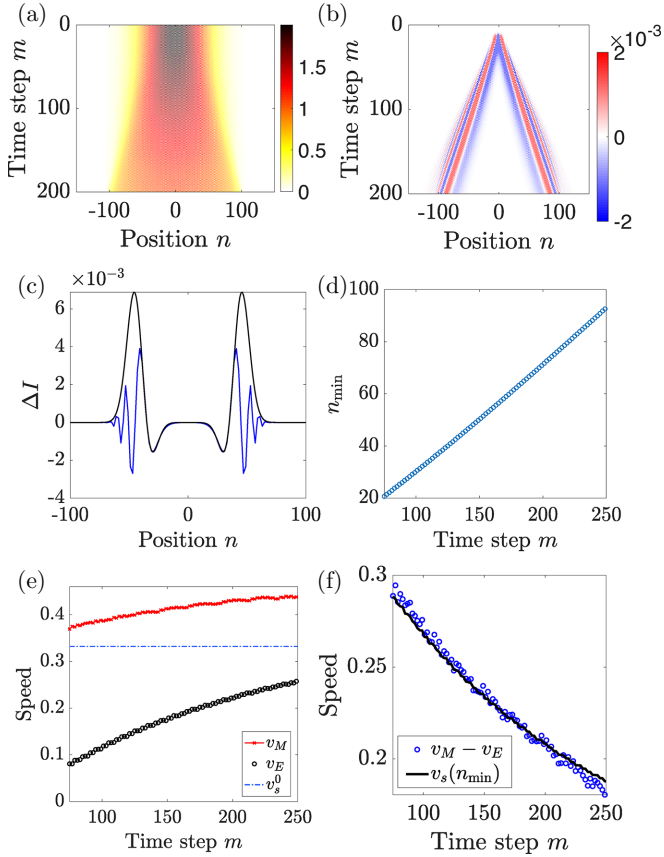 (a)
0
100
200
Time step m
-100 0 100
Position n
0
0.5
1
1.5
(b)
0
100
200
Time step m
-100 0 100
Position n
×10⁻³
2
0
-2
(c)
×10⁻³
6
4
2
0
-2
-4
ΔI
-100 -50 0 50 100
Position n
(d)
100
80
60
40
20
n_min
100 150 200 250
Time step m
(e)
0.4
0.3
0.2
0.1
0
Speed
v_M
v_E
v_s^0
100 150 200 250
Time step m
(f)
0.3
0.25
0.2
Speed
v_M − v_E
v_s(n_min)
100 150 200 250
Time step m